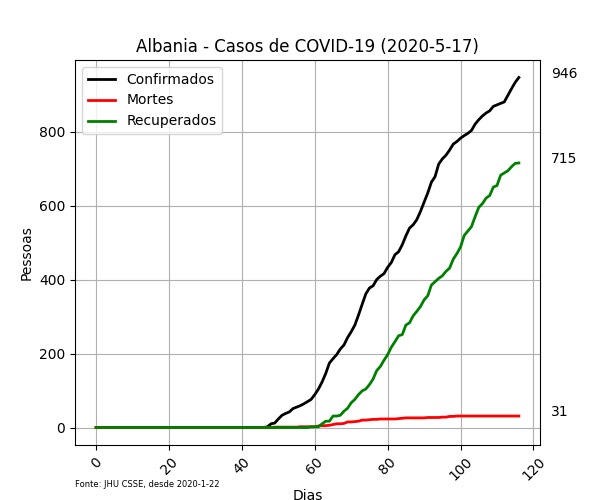 Albania - Casos de COVID-19 (2020-5-17)
Confirmados
Mortes
Recuperados
946
715
31
Pessoas
800
600
400
200
0
0
20
40
60
80
100
120
Fonte: JHU CSSE, desde 2020-1-22
Dias